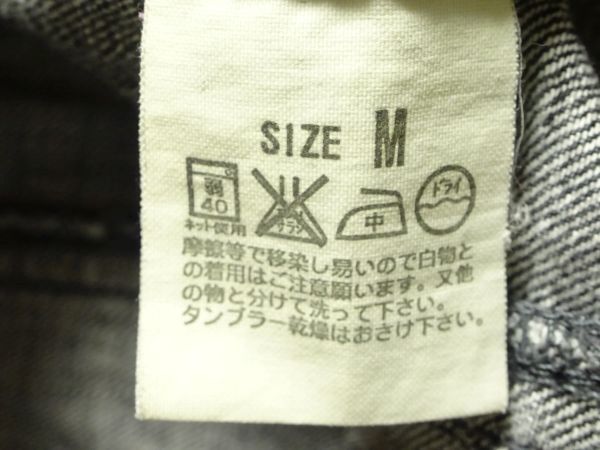 SIZE M
弱 40 エンソ サラシ 中 ドライ
ネット使用
摩擦等で移染し易いので白物と
の着用はご注意願います。又他
の物と分けて洗って下さい。
タンブラー乾燥はおさけ下さい。